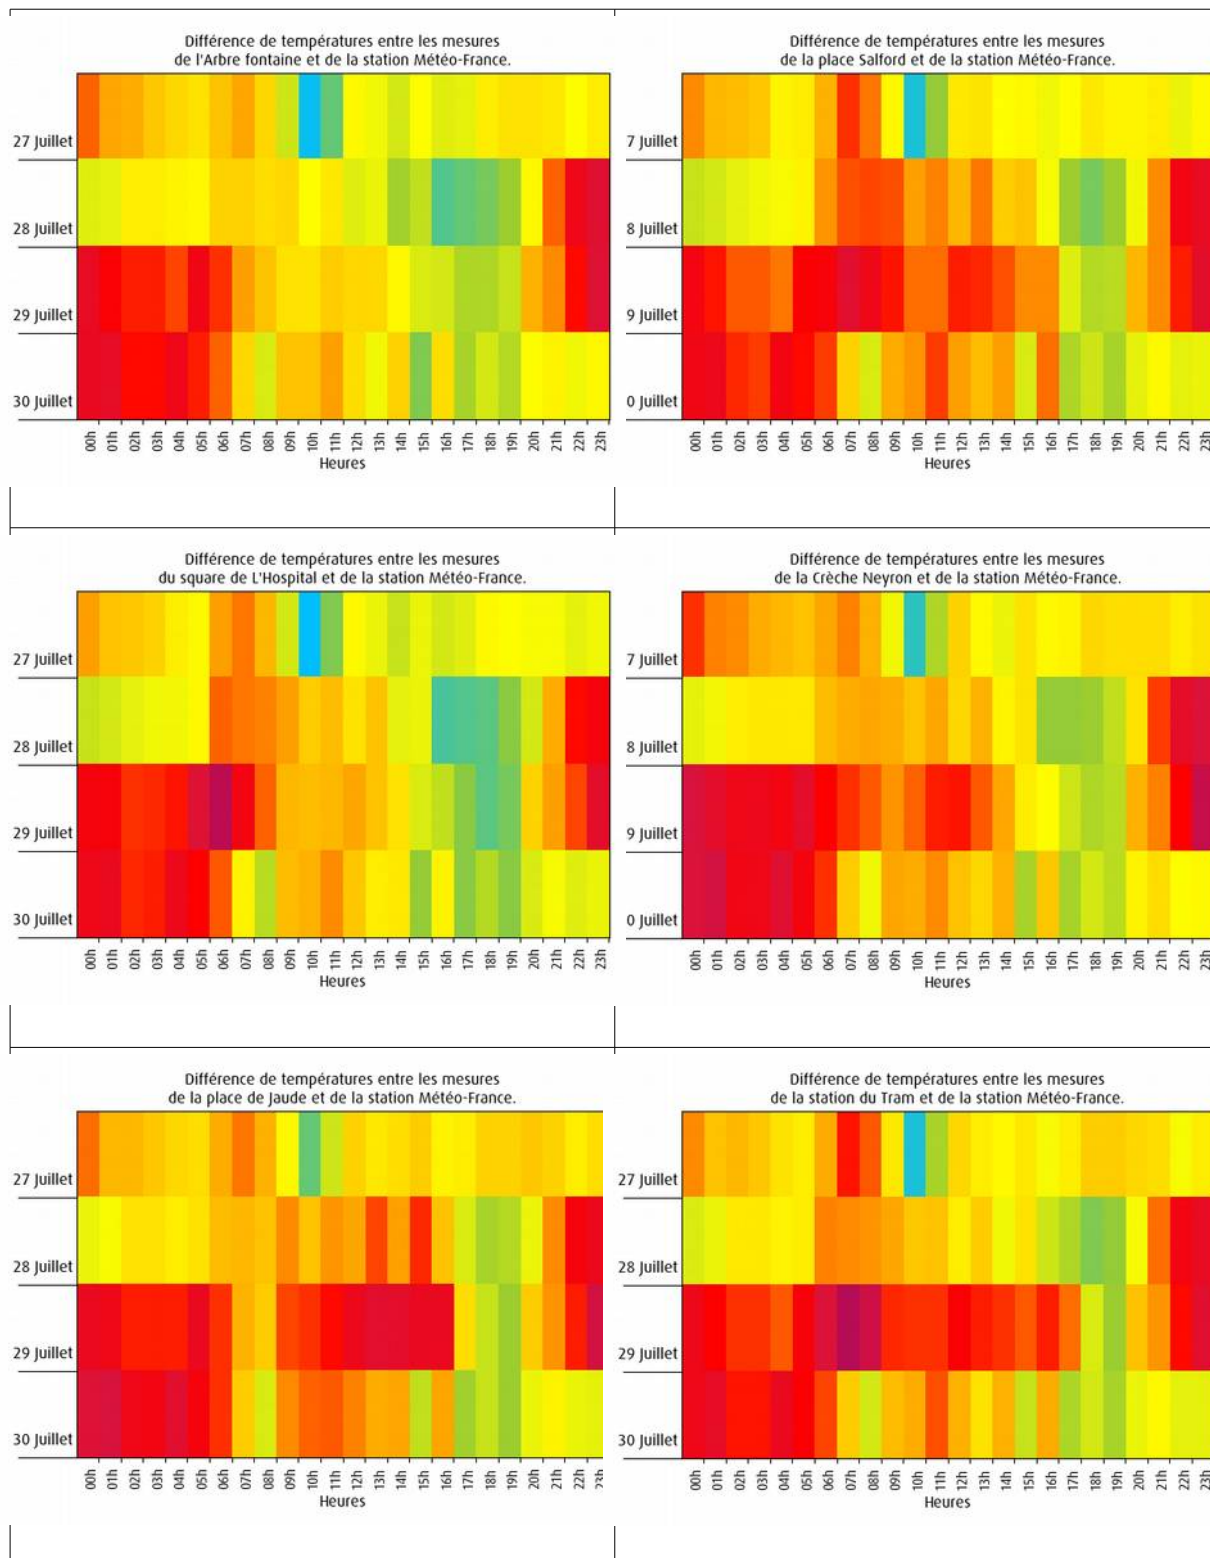 Différence de températures entre les mesures
de l'Arbre fontaine et de la station Météo-France.
27 Juillet
28 Juillet
29 Juillet
30 Juillet
00h 01h 02h 03h 04h 05h 06h 07h 08h 09h 10h 11h 12h 13h 14h 15h 16h 17h 18h 19h 20h 21h 22h 23h
Heures
Différence de températures entre les mesures
de la place Salford et de la station Météo-France.
7 Juillet
8 Juillet
9 Juillet
0 Juillet
00h 01h 02h 03h 04h 05h 06h 07h 08h 09h 10h 11h 12h 13h 14h 15h 16h 17h 18h 19h 20h 21h 22h 23h
Heures
Différence de températures entre les mesures
du square de L'Hospital et de la station Météo-France.
27 Juillet
28 Juillet
29 Juillet
30 Juillet
00h 01h 02h 03h 04h 05h 06h 07h 08h 09h 10h 11h 12h 13h 14h 15h 16h 17h 18h 19h 20h 21h 22h 23h
Heures
Différence de températures entre les mesures
de la Crèche Neyron et de la station Météo-France.
7 Juillet
8 Juillet
9 Juillet
0 Juillet
00h 01h 02h 03h 04h 05h 06h 07h 08h 09h 10h 11h 12h 13h 14h 15h 16h 17h 18h 19h 20h 21h 22h 23h
Heures
Différence de températures entre les mesures
de la place de Jaude et de la station Météo-France.
27 Juillet
28 Juillet
29 Juillet
30 Juillet
00h 01h 02h 03h 04h 05h 06h 07h 08h 09h 10h 11h 12h 13h 14h 15h 16h 17h 18h 19h 20h 21h 22h 23h
Heures
Différence de températures entre les mesures
de la station du Tram et de la station Météo-France.
27 Juillet
28 Juillet
29 Juillet
30 Juillet
00h 01h 02h 03h 04h 05h 06h 07h 08h 09h 10h 11h 12h 13h 14h 15h 16h 17h 18h 19h 20h 21h 22h 23h
Heures